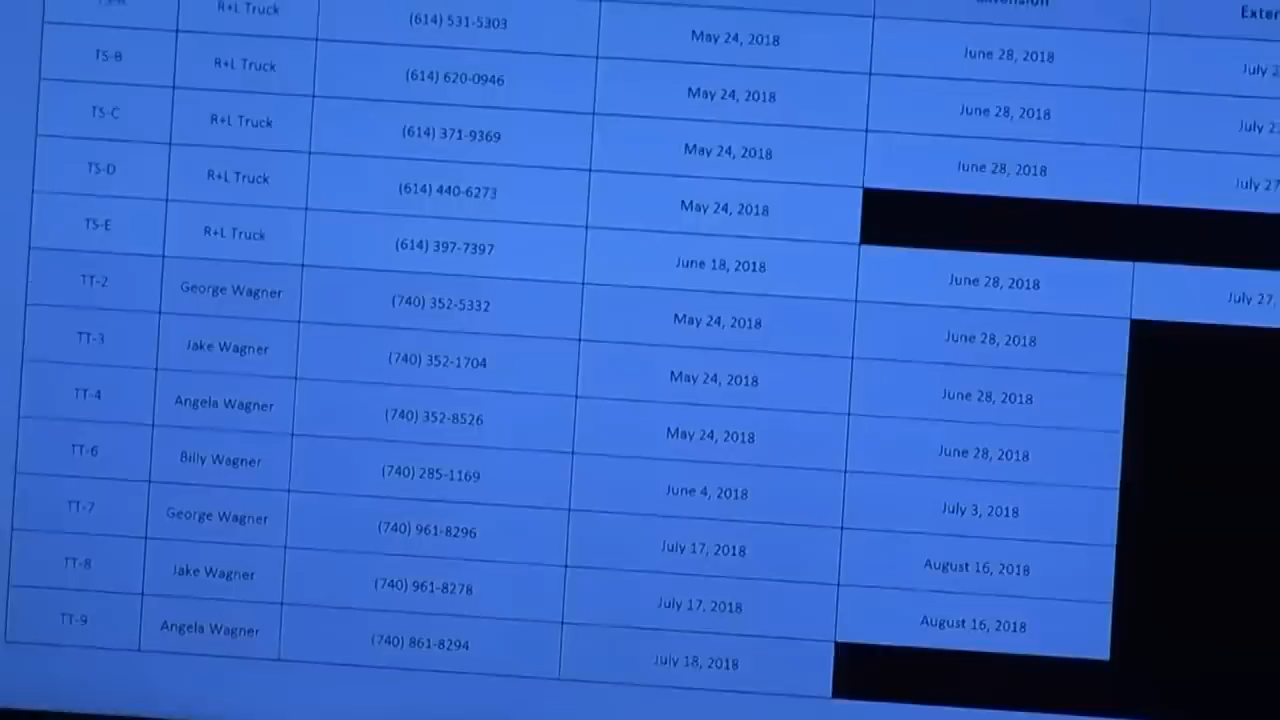 R+L Truck (614) 531-5303 May 24, 2018 June 28, 2018 July 2
TS-B R+L Truck (614) 620-0946 May 24, 2018 June 28, 2018 July 2
TS-C R+L Truck (614) 371-9369 May 24, 2018 June 28, 2018 July 27
TS-D R+L Truck (614) 440-6273 May 24, 2018
TS-E R+L Truck (614) 397-7397 June 18, 2018 June 28, 2018 July 27,
TT-2 George Wagner (740) 352-5332 May 24, 2018 June 28, 2018
TT-3 Jake Wagner (740) 352-1704 May 24, 2018 June 28, 2018
TT-4 Angela Wagner (740) 352-8526 May 24, 2018 June 28, 2018
TT-6 Billy Wagner (740) 285-1169 June 4, 2018 July 3, 2018
TT-7 George Wagner (740) 961-8296 July 17, 2018 August 16, 2018
TT-8 Jake Wagner (740) 961-8278 July 17, 2018 August 16, 2018
TT-9 Angela Wagner (740) 861-8294 July 18, 2018